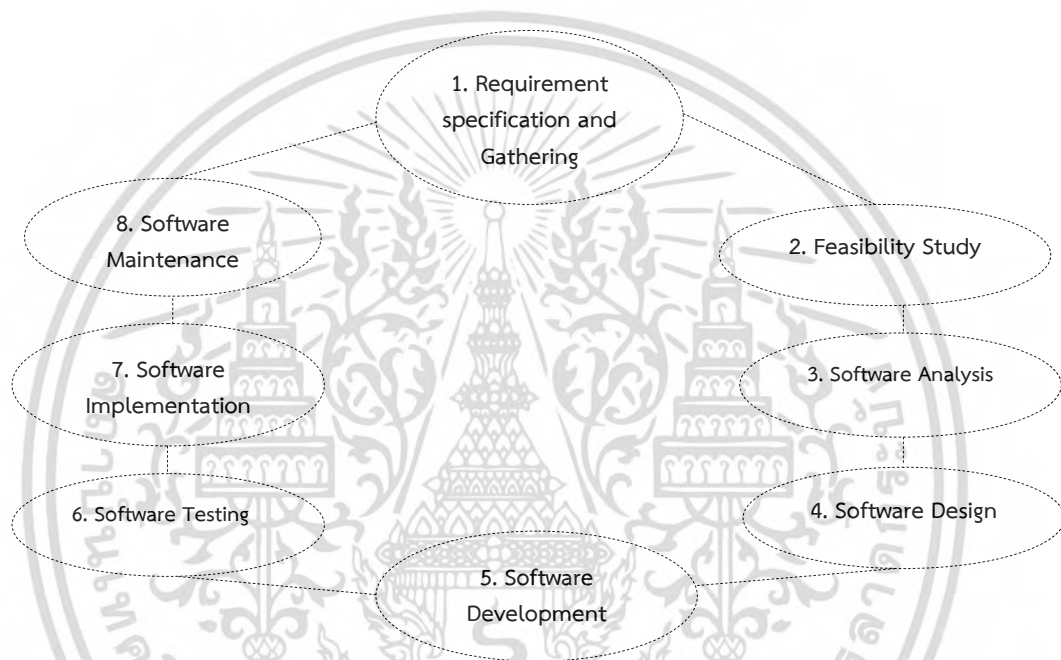 1. Requirement
specification and
Gathering
2. Feasibility Study
3. Software Analysis
4. Software Design
5. Software
Development
6. Software Testing
7. Software
Implementation
8. Software
Maintenance